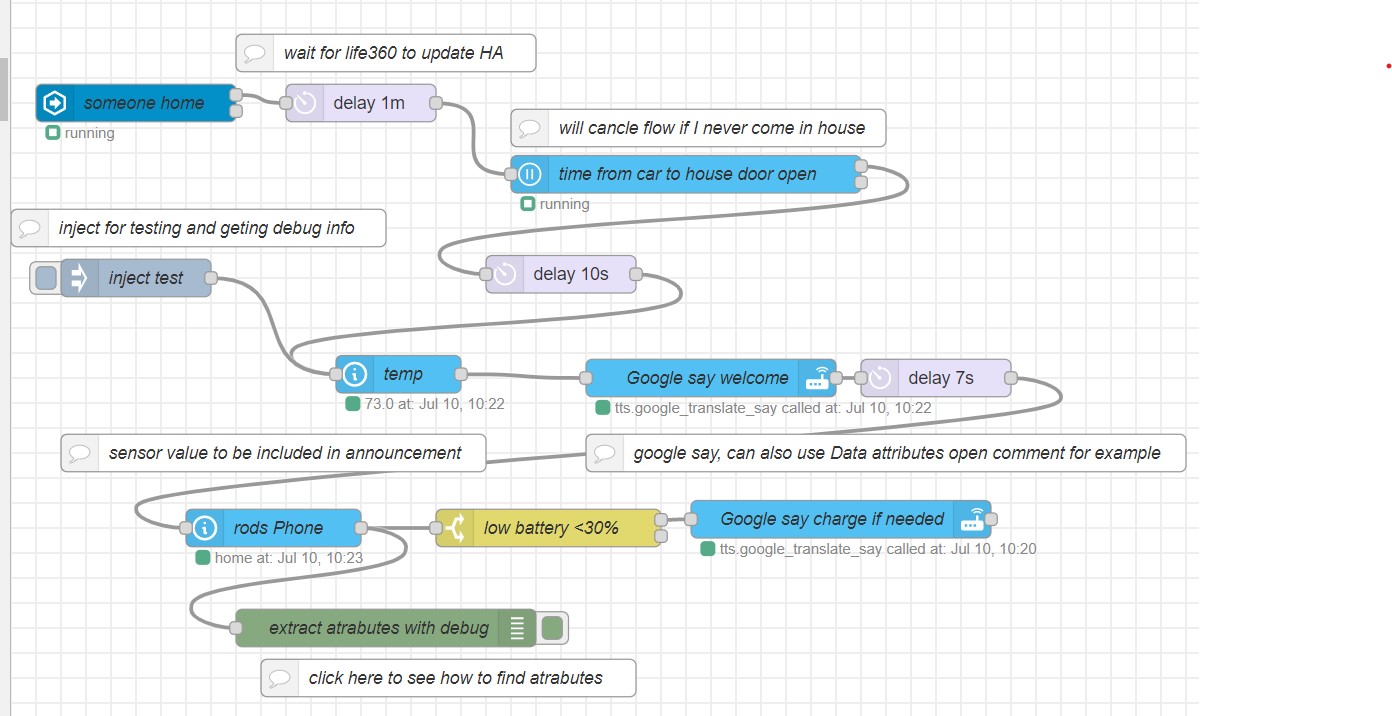 wait for life360 to update HA
someone home
delay 1m
running
will cancle flow if I never come in house
time from car to house door open
running
inject for testing and geting debug info
inject test
delay 10s
temp
73.0 at: Jul 10, 10:22
Google say welcome
tts.google_translate_say called at: Jul 10, 10:22
delay 7s
sensor value to be included in announcement
google say, can also use Data attributes open comment for example
rods Phone
home at: Jul 10, 10:23
low battery <30%
Google say charge if needed
tts.google_translate_say called at: Jul 10, 10:20
extract atrabutes with debug
click here to see how to find atrabutes